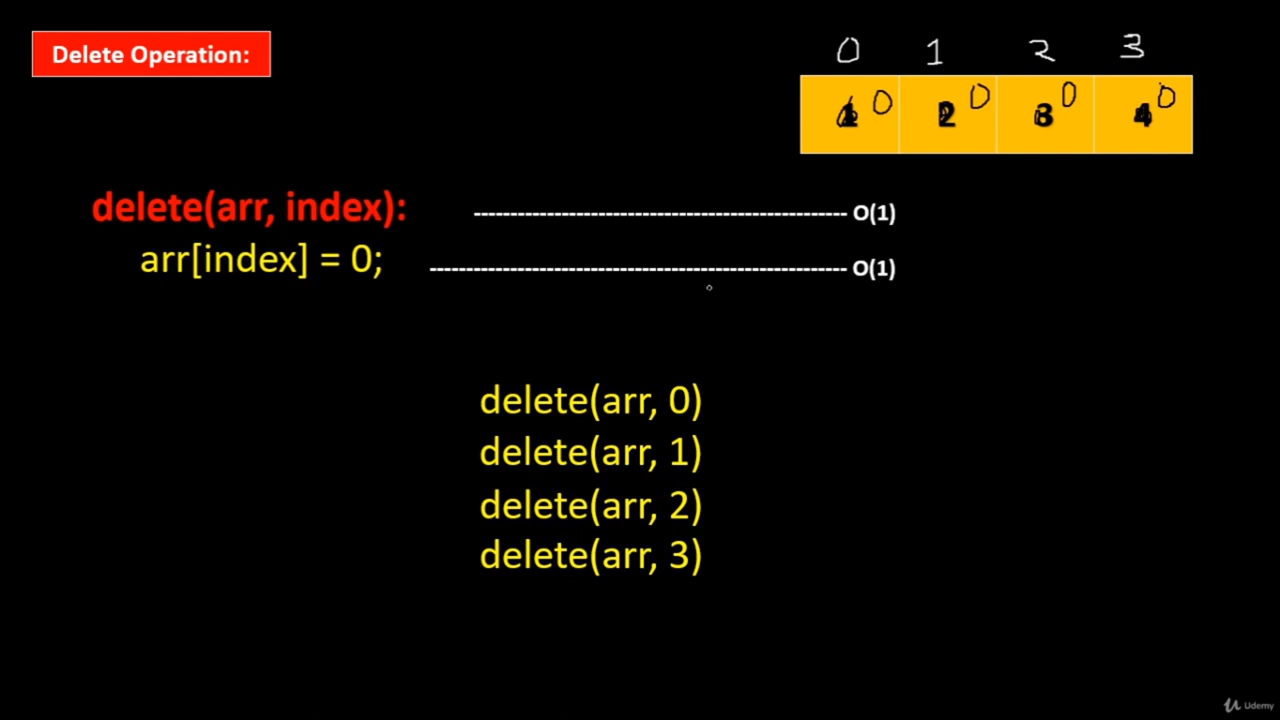 Delete Operation:
0 1 2 3
1 0 2 0 3 0 4 0
delete(arr, index): --------------------------------------------------- O(1)
arr[index] = 0; --------------------------------------------------------- O(1)
delete(arr, 0)
delete(arr, 1)
delete(arr, 2)
delete(arr, 3)
Udemy